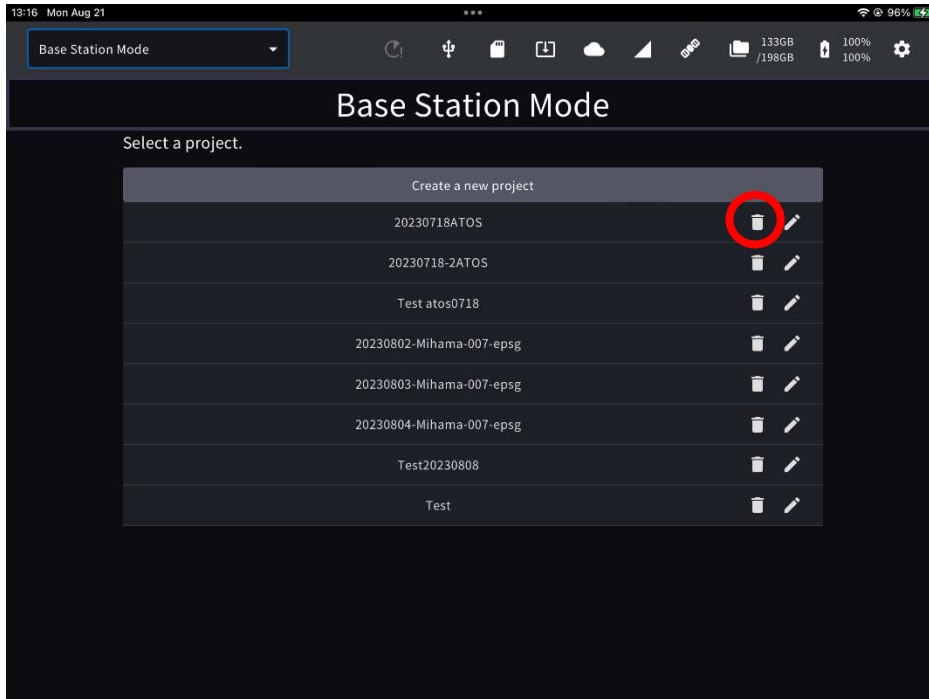 13:16 Mon Aug 21
96%
Base Station Mode
133GB
/198GB
100%
100%
Base Station Mode
Select a project.
Create a new project
20230718ATOS
20230718-2ATOS
Test atos0718
20230802-Mihama-007-epsg
20230803-Mihama-007-epsg
20230804-Mihama-007-epsg
Test20230808
Test